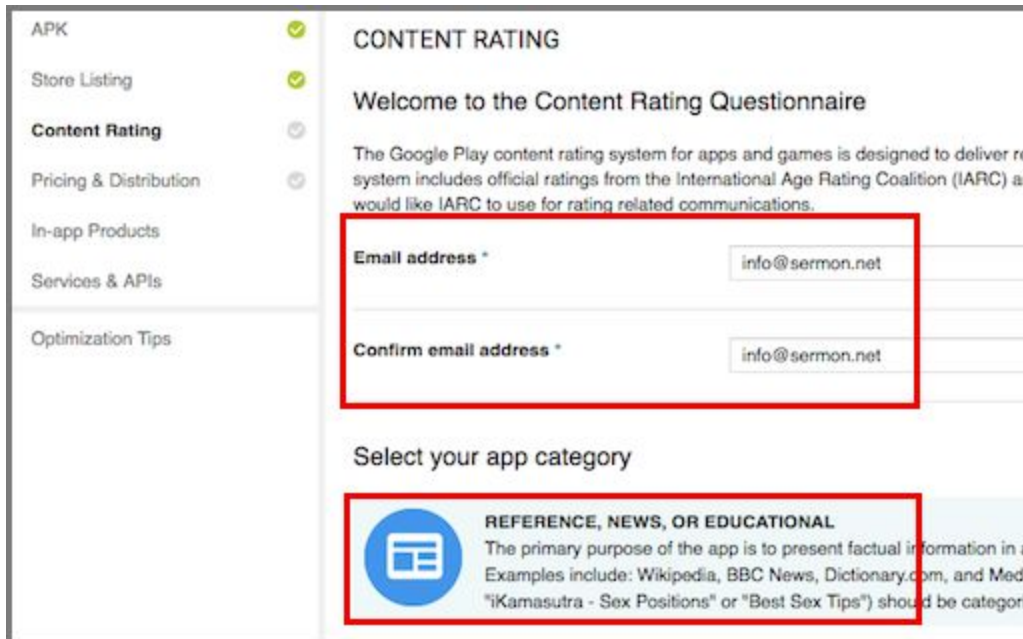 APK
Store Listing
Content Rating
Pricing & Distribution
In-app Products
Services & APIs
Optimization Tips
CONTENT RATING
Welcome to the Content Rating Questionnaire
The Google Play content rating system for apps and games is designed to deliver
system includes official ratings from the International Age Rating Coalition (IARC)
would like IARC to use for rating related communications.
Email address *
info@sermon.net
Confirm email address *
info@sermon.net
Select your app category
REFERENCE, NEWS, OR EDUCATIONAL
The primary purpose of the app is to present factual information in
Examples include: Wikipedia, BBC News, Dictionary.com, and
"iKamasutra - Sex Positions" or "Best Sex Tips") should be